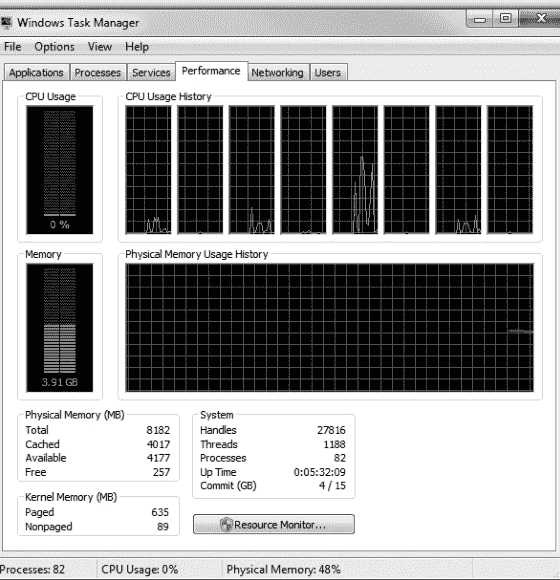 Windows Task Manager
File Options View Help
Applications Processes Services Performance Networking Users
CPU Usage
CPU Usage History
0 %
Memory
Physical Memory Usage History
3.91 GB
Physical Memory (MB)
Total 8182
Cached 4017
Available 4177
Free 257
System
Handles 27816
Threads 1188
Processes 82
Up Time 0:05:32:09
Commit (GB) 4 / 15
Kernel Memory (MB)
Paged 635
Nonpaged 89
Resource Monitor...
Processes: 82 CPU Usage: 0% Physical Memory: 48%